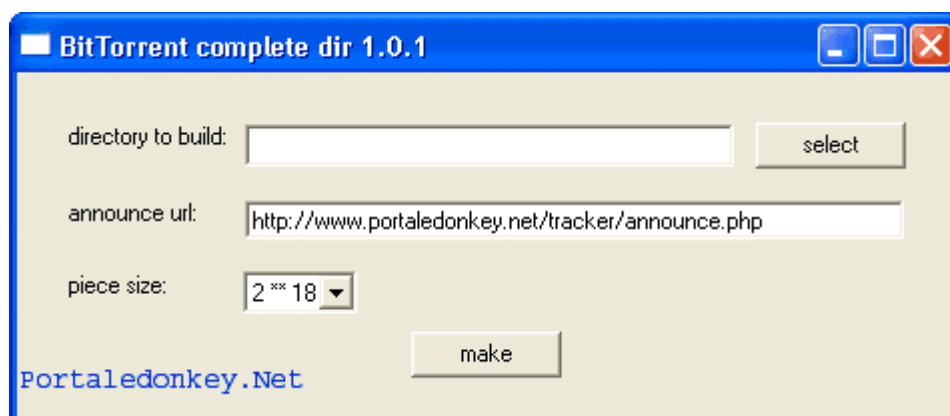 BitTorrent complete dir 1.0.1
directory to build:
select
announce url:
http://www.portaledonkey.net/tracker/announce.php
piece size:
2 ** 18
make
Portaledonkey.Net